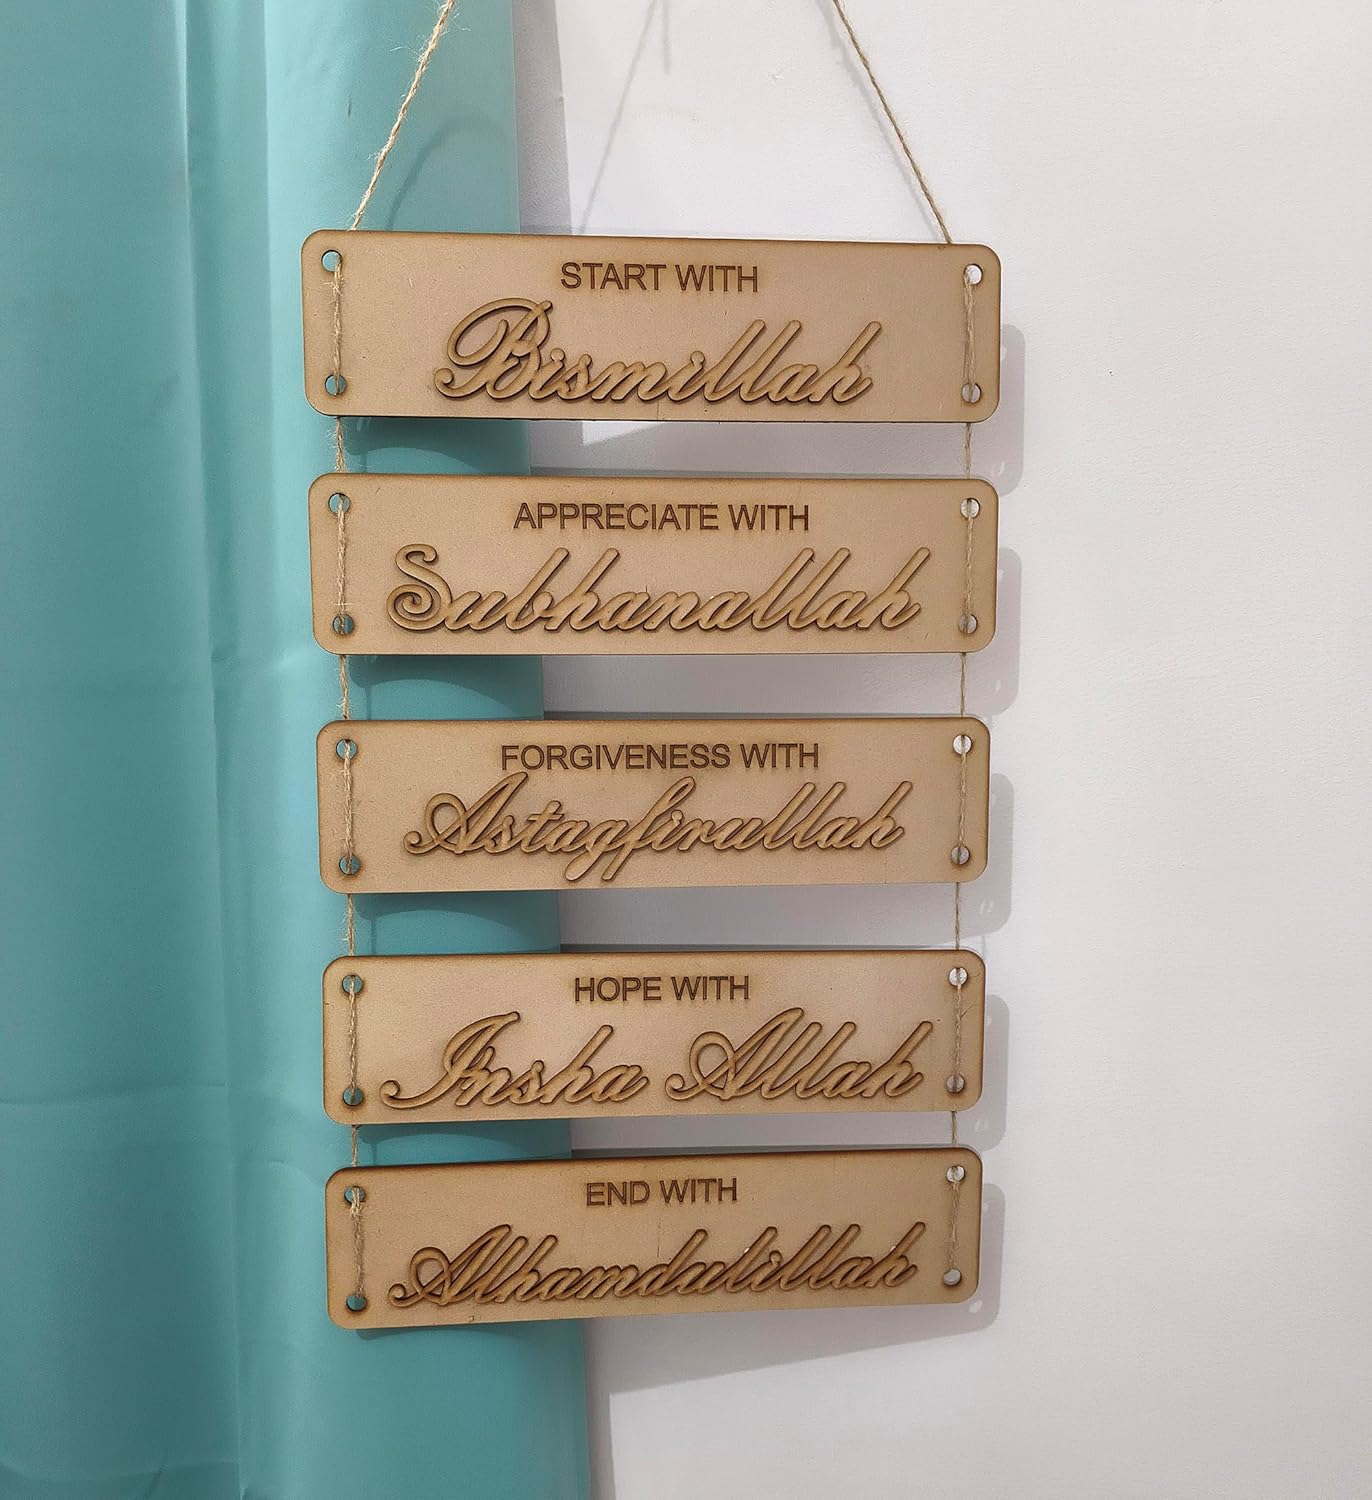 START WITH
Bismillah
APPRECIATE WITH
Subhanallah
FORGIVENESS WITH
Astagfirullah
HOPE WITH
Insha Allah
END WITH
Alhamdulillah